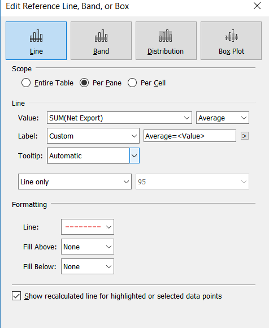 Edit Reference Line, Band, or Box
Line Band Distribution Box Plot
Scope
Entire Table Per Pane Per Cell
Line
Value: SUM(Net Export) Average
Label: Custom Average=<Value> >
Tooltip: Automatic
Line only 95
Formatting
Line:
Fill Above: None
Fill Below: None
Show recalculated line for highlighted or selected data points